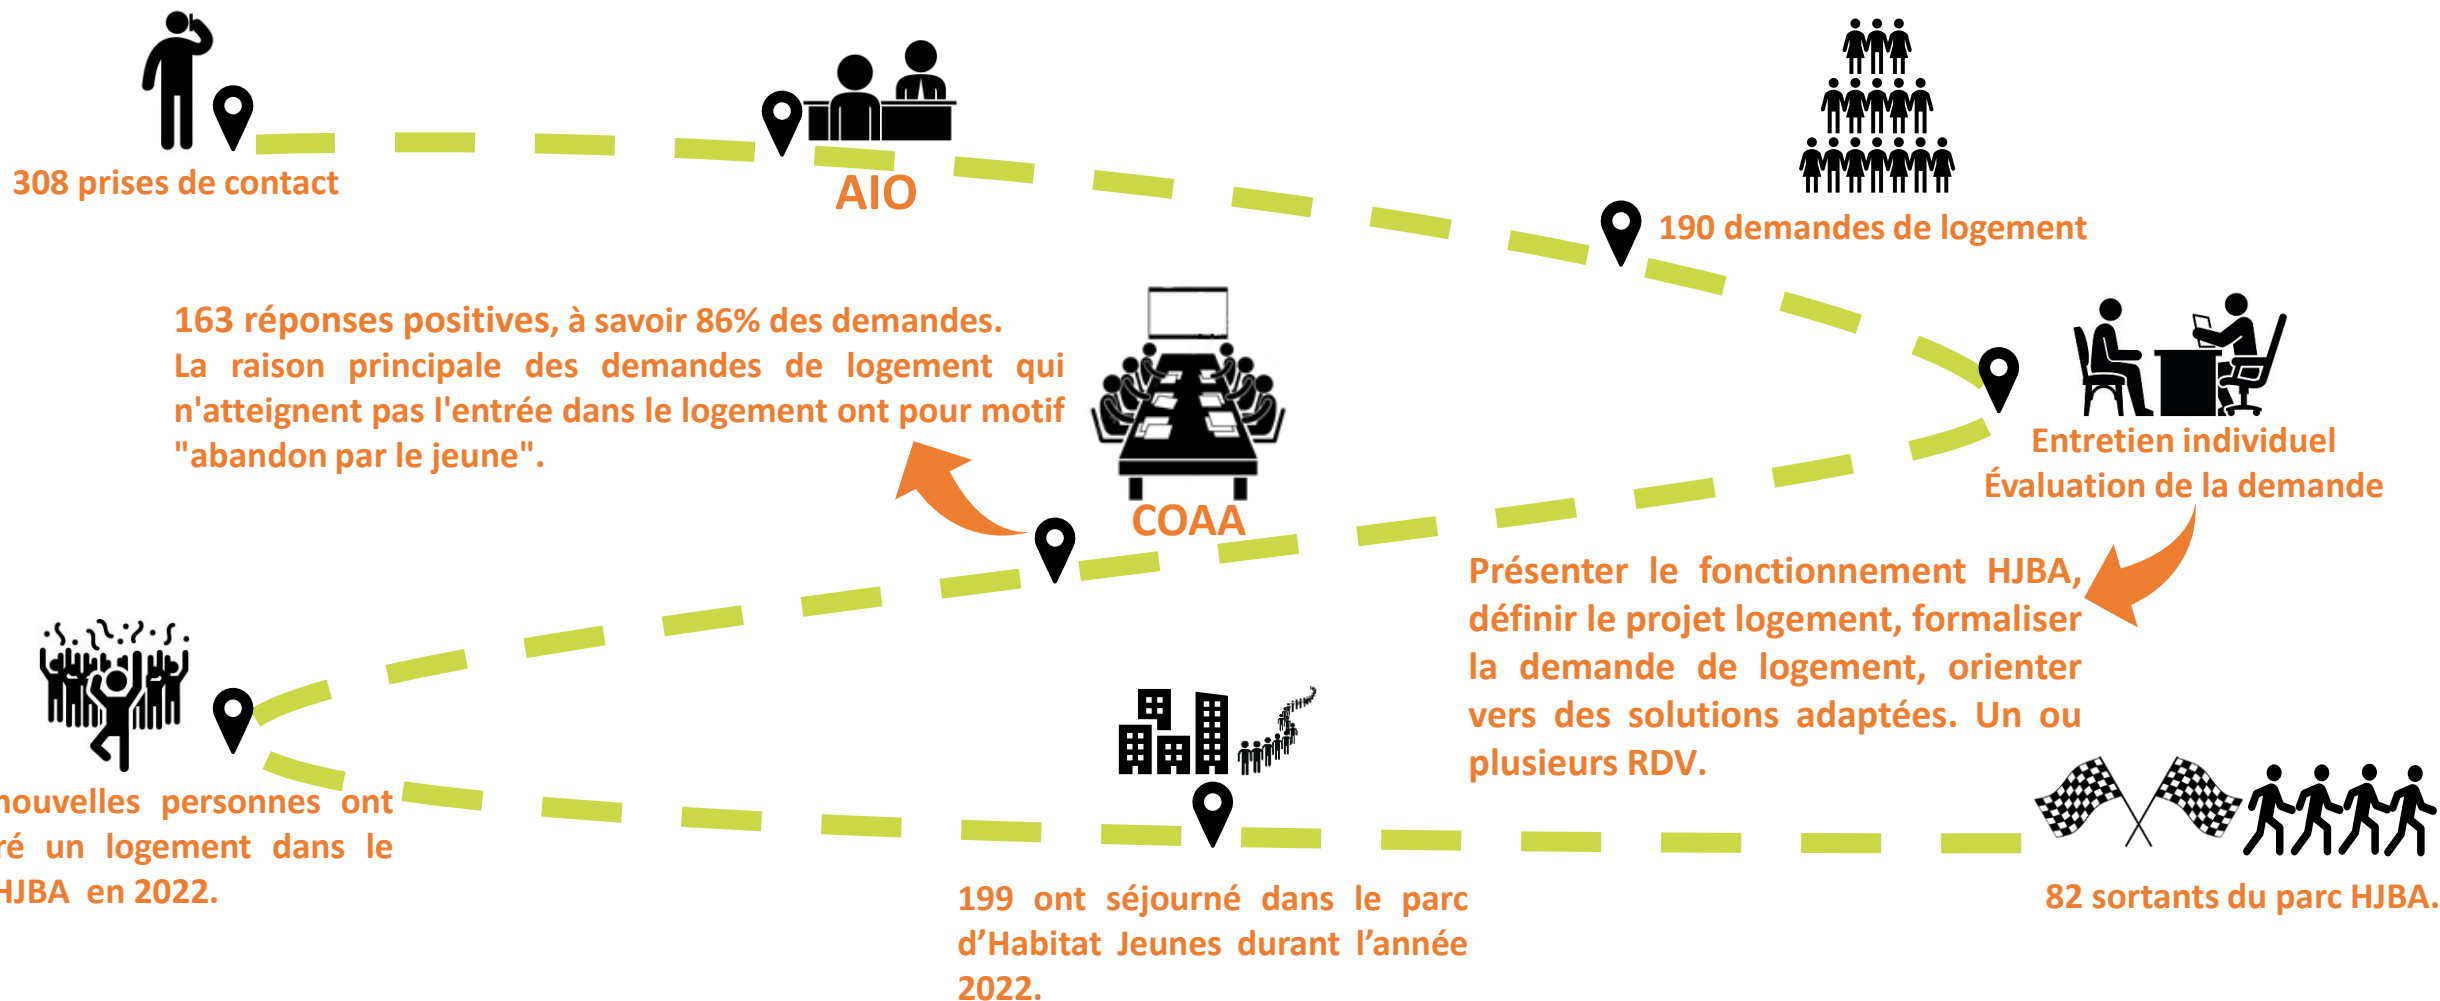 308 prises de contact
AIO
190 demandes de logement
163 réponses positives, à savoir 86% des demandes.
La raison principale des demandes de logement qui
n'atteignent pas l'entrée dans le logement ont pour motif
"abandon par le jeune".
COAA
Entretien individuel
Évaluation de la demande
Présenter le fonctionnement HJBA,
définir le projet logement, formaliser
la demande de logement, orienter
vers des solutions adaptées. Un ou
plusieurs RDV.
nouvelles personnes ont
un logement dans le
HJBA en 2022.
199 ont séjourné dans le parc
d’Habitat Jeunes durant l’année
2022.
82 sortants du parc HJBA.